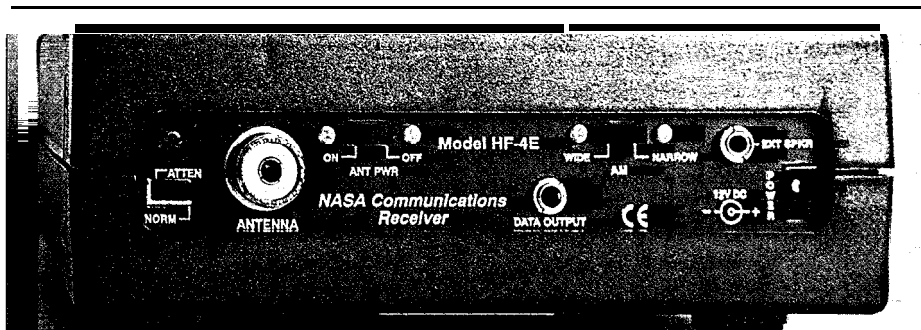 ATTEN
NORM
ANTENNA
ON OFF
ANT PWR
Model HF-4E
NASA Communications
Receiver
WIDE NARROW
AM
DATA OUTPUT
CE
EXT SPKR
12V DC
- +
POWER